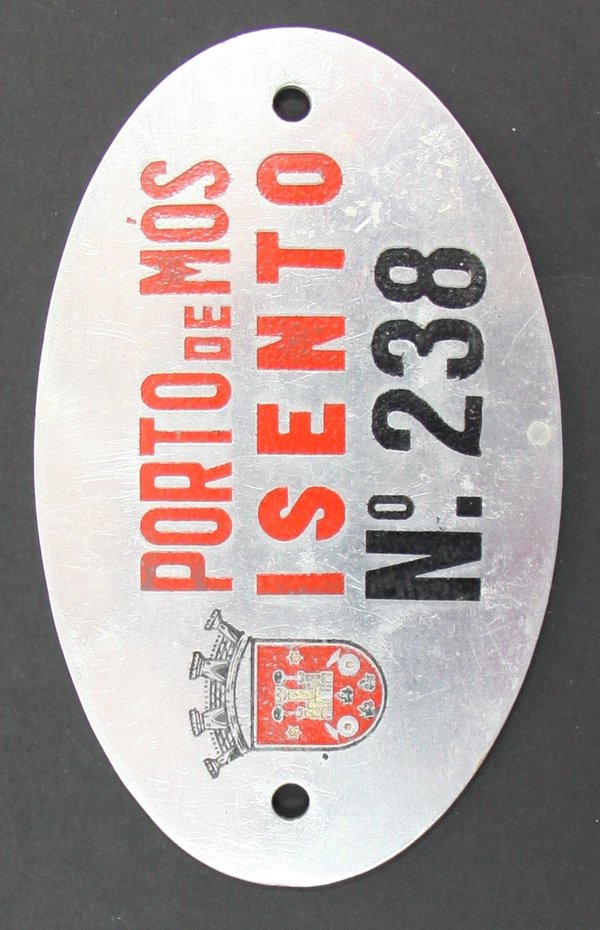 PORTO DE MÓS
ISENTO
Nº. 238